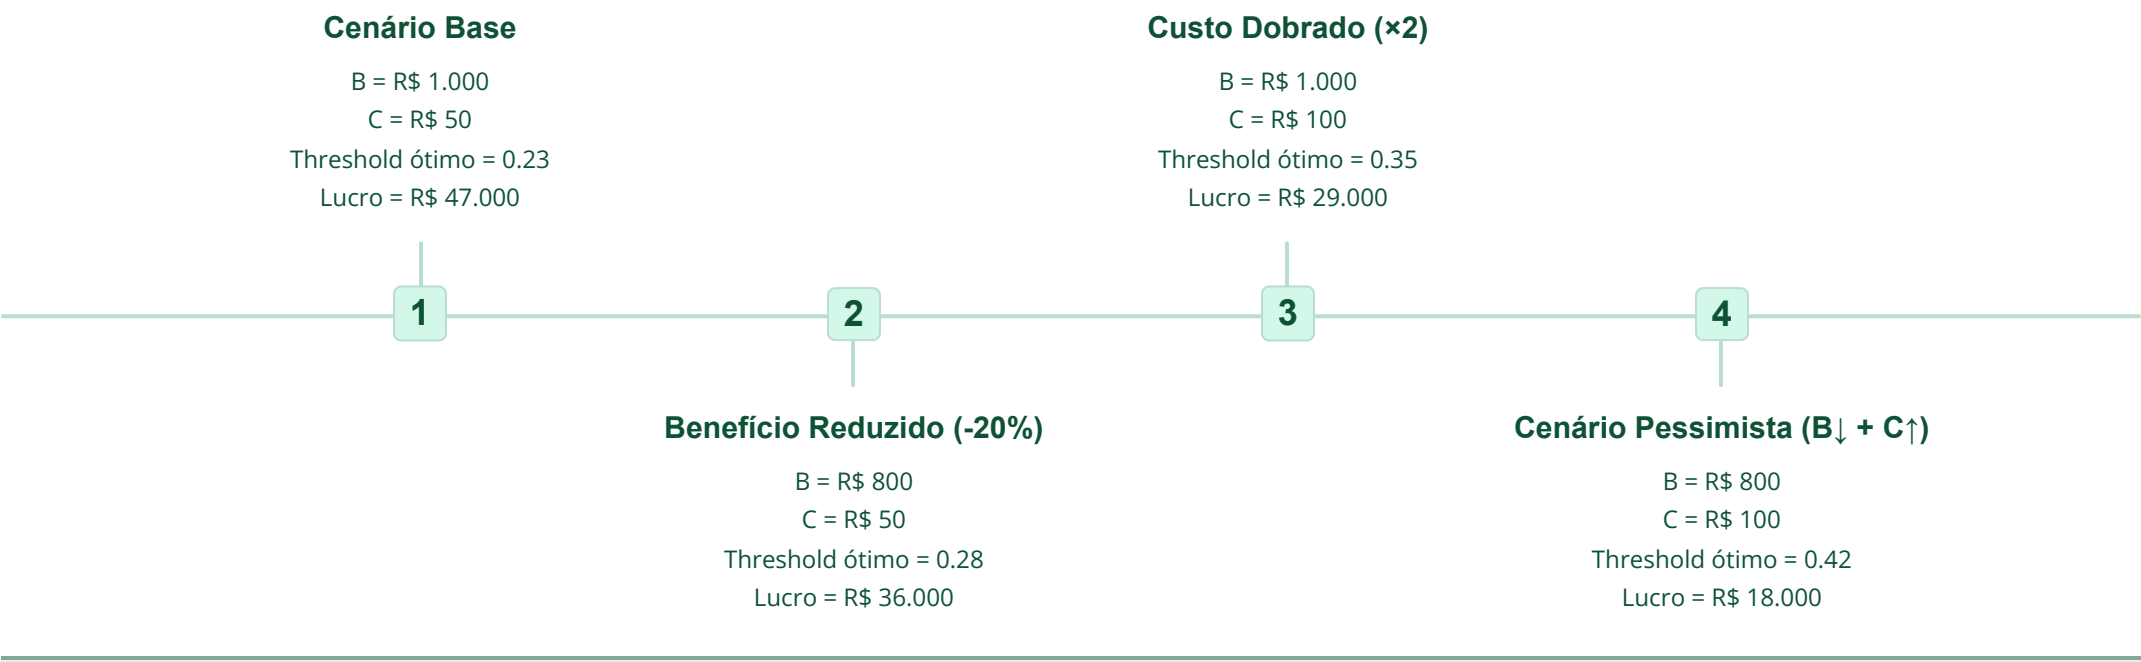 Cenário Base
B = R$ 1.000
C = R$ 50
Threshold ótimo = 0.23
Lucro = R$ 47.000
1
2
Benefício Reduzido (-20%)
B = R$ 800
C = R$ 50
Threshold ótimo = 0.28
Lucro = R$ 36.000
Custo Dobrado (×2)
B = R$ 1.000
C = R$ 100
Threshold ótimo = 0.35
Lucro = R$ 29.000
3
4
Cenário Pessimista (B↓ + C↑)
B = R$ 800
C = R$ 100
Threshold ótimo = 0.42
Lucro = R$ 18.000